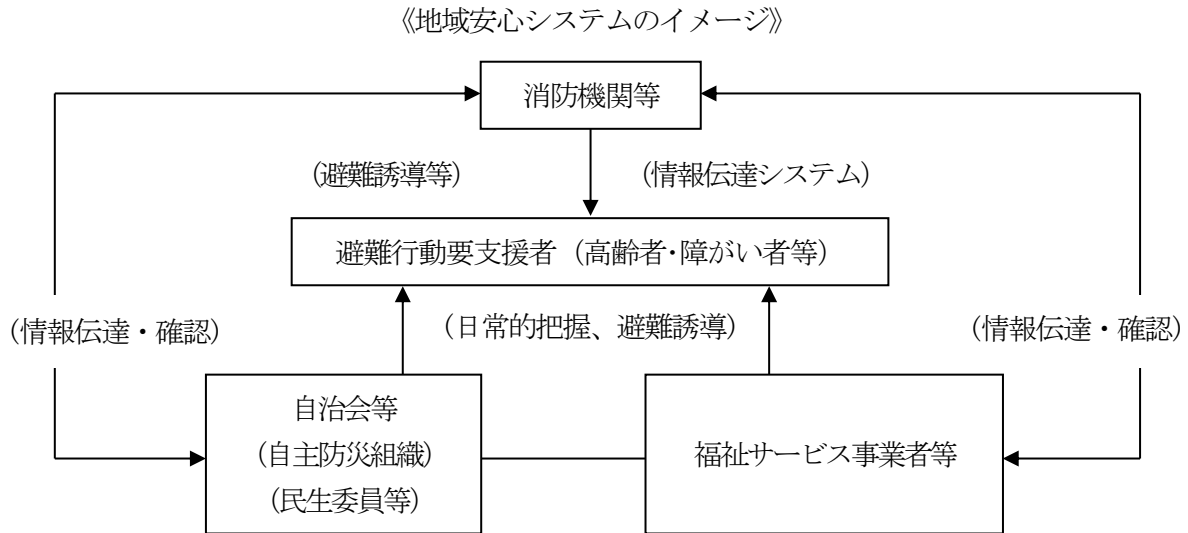 《地域安心システムのイメージ》
消防機関等
(避難誘導等)
(情報伝達システム)
避難行動要支援者（高齢者･障がい者等）
(情報伝達・確認)
(日常的把握、避難誘導)
(情報伝達・確認)
自治会等
(自主防災組織)
(民生委員等)
福祉サービス事業者等